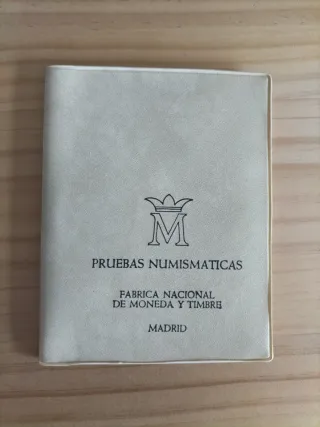 M
PRUEBAS NUMISMATICAS
FABRICA NACIONAL
DE MONEDA Y TIMBRE
MADRID